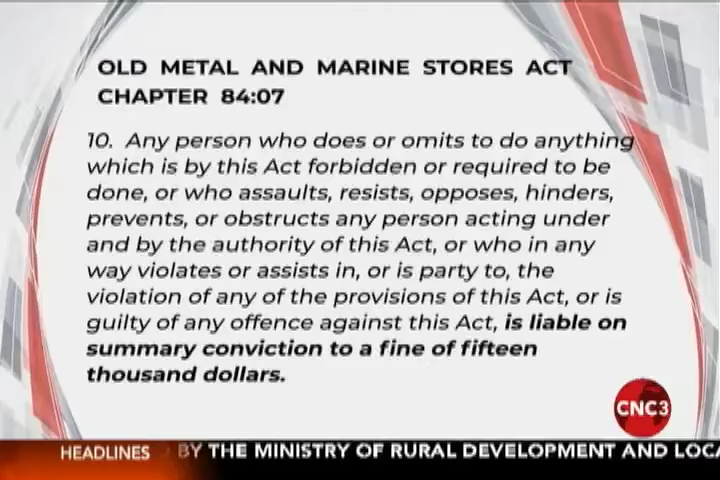 OLD METAL AND MARINE STORES ACT
CHAPTER 84:07
10. Any person who does or omits to do anything
which is by this Act forbidden or required to be
done, or who assaults, resists, opposes, hinders,
prevents, or obstructs any person acting under
and by the authority of this Act, or who in any
way violates or assists in, or is party to, the
violation of any of the provisions of this Act, or is
guilty of any offence against this Act, is liable on
summary conviction to a fine of fifteen
thousand dollars.
CNC3
HEADLINES BY THE MINISTRY OF RURAL DEVELOPMENT AND LOCA